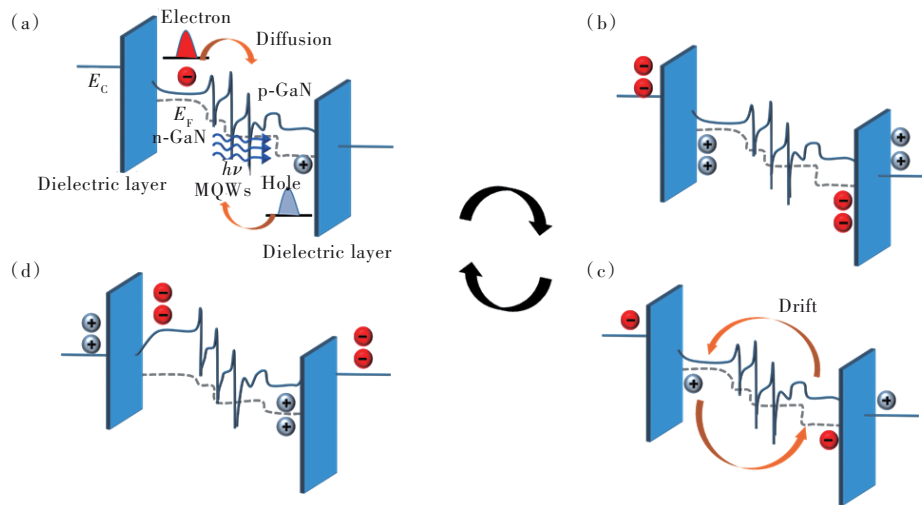 (a)
Electron
Diffusion
−
E_C
p-GaN
E_F
n-GaN
hν
+
MQWs
Hole
Dielectric layer
Dielectric layer
(b)
−
−
+
+
+
+
−
−
(d)
−
−
+
+
−
−
+
+
(c)
Drift
−
+
+
−